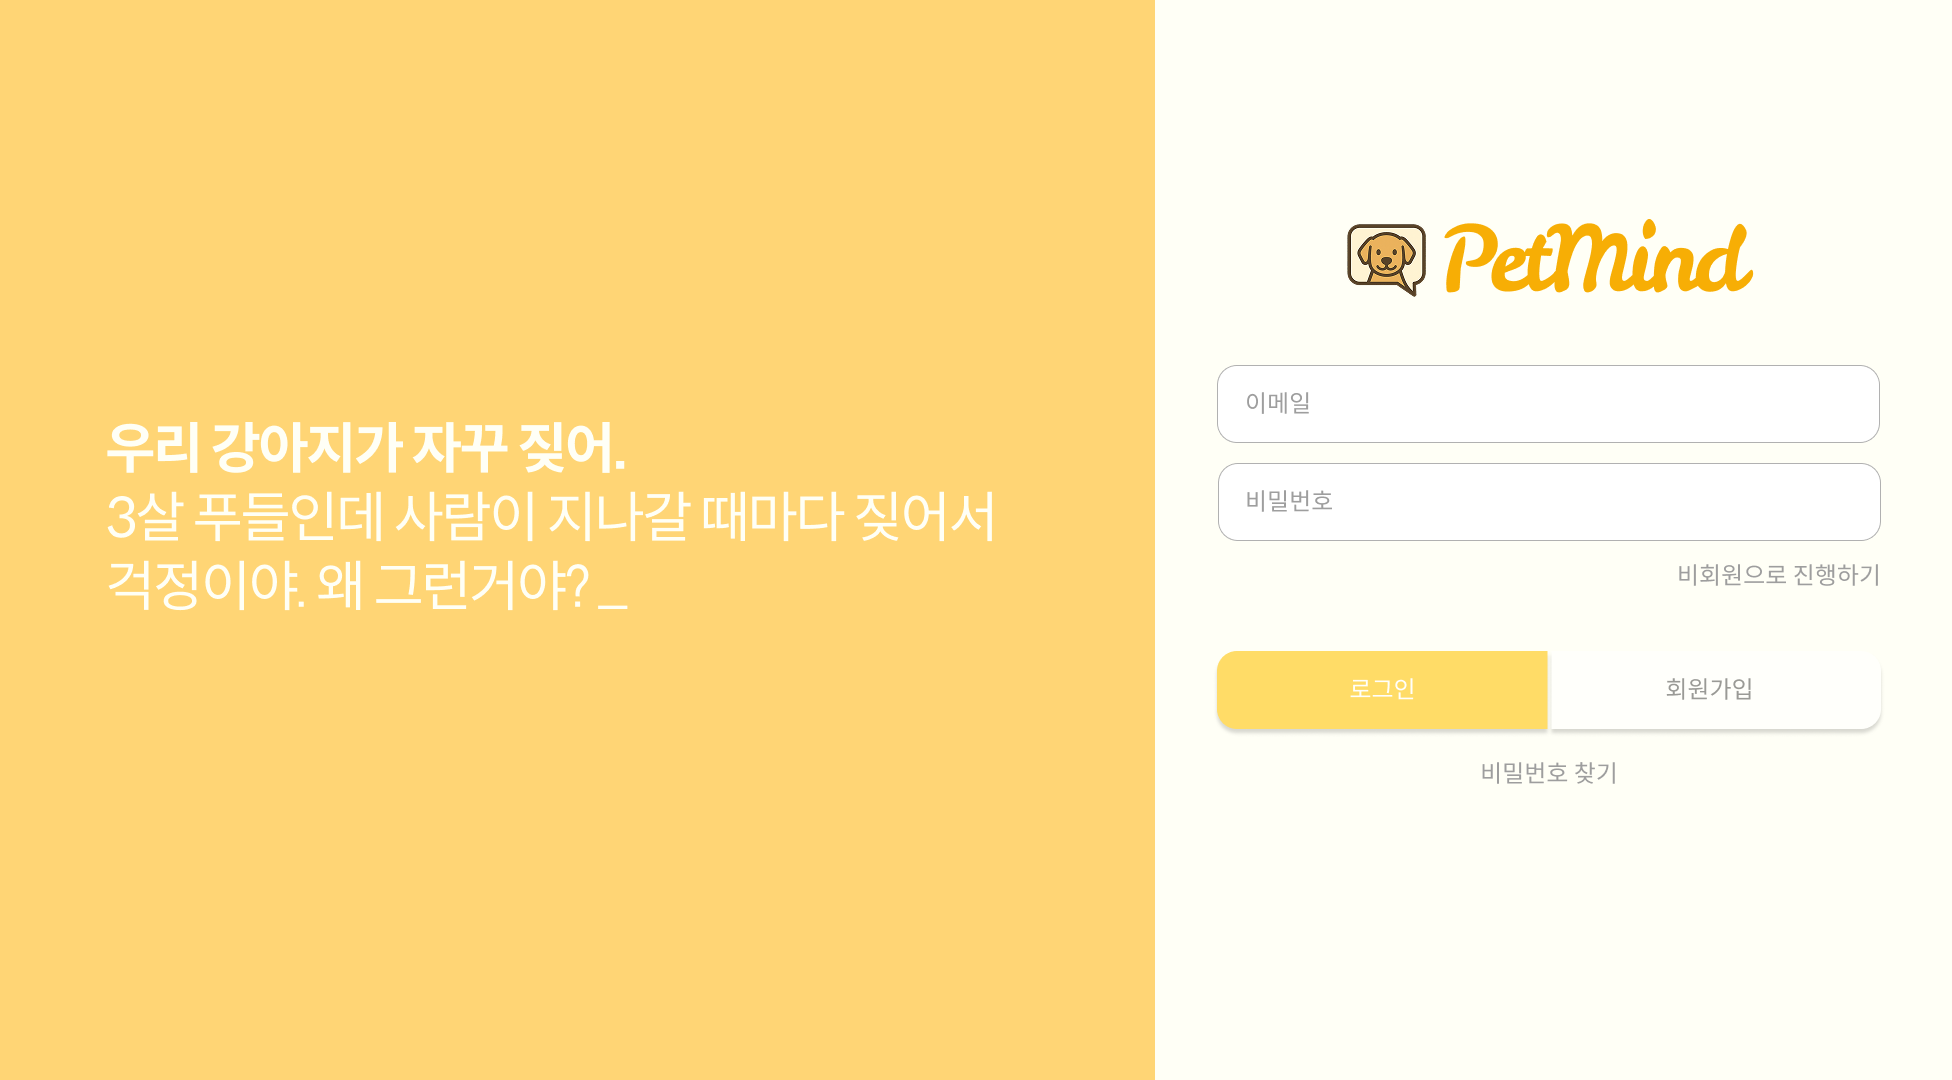 우리 강아지가 자꾸 짖어.
3살 푸들인데 사람이 지나갈 때마다 짖어서
걱정이야. 왜 그런거야? _
PetMind
이메일
비밀번호
비회원으로 진행하기
로그인
회원가입
비밀번호 찾기